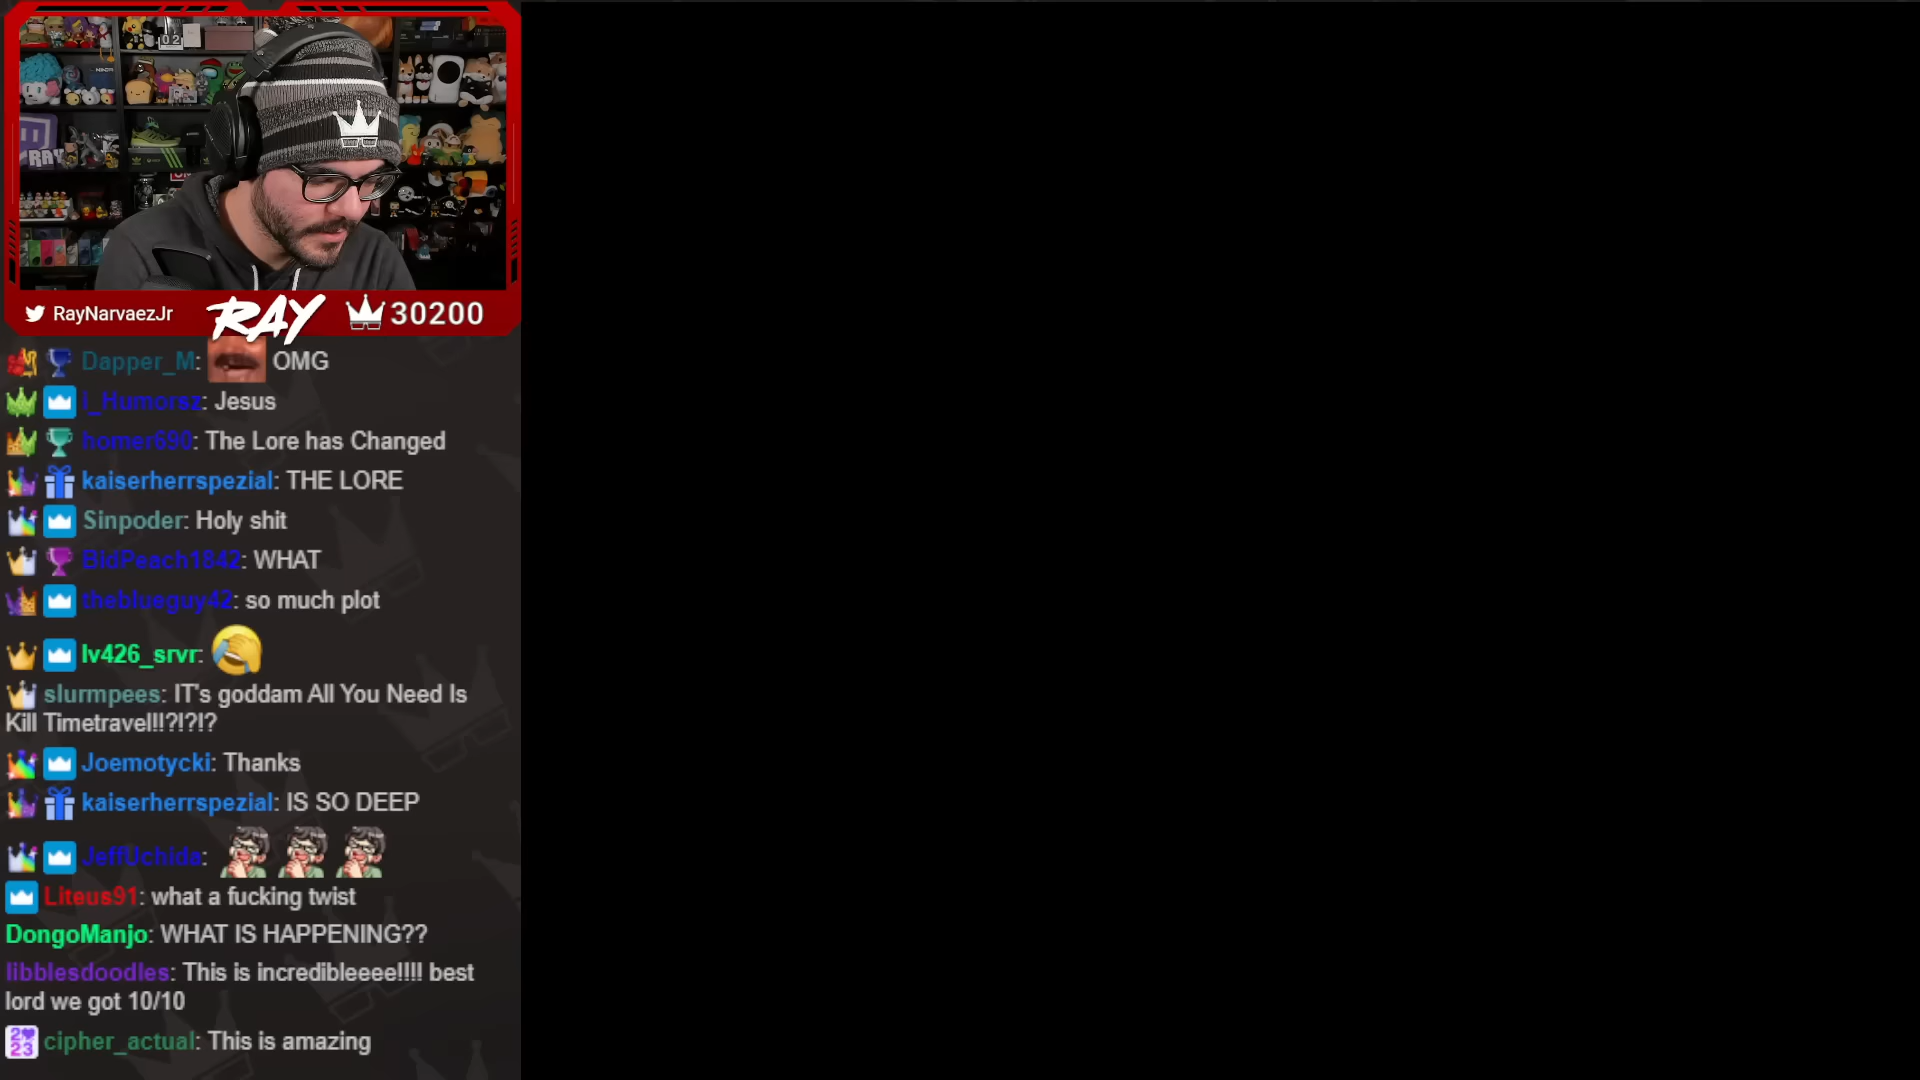 02
RAY
RayNarvaezJr RAY 30200
Dapper_M: OMG
i_Humorsz: Jesus
homer690: The Lore has Changed
kaiserherrspezial: THE LORE
Sinpoder: Holy shit
BidPeach1842: WHAT
theblueguy42: so much plot
lv426_srvr:
slurmpees: IT's goddam All You Need Is
Kill Timetravel!!!?!?!?
Joemotycki: Thanks
kaiserherrspezial: IS SO DEEP
JeffUchida:
Liteus91: what a fucking twist
DongoManjo: WHAT IS HAPPENING??
libblesdoodles: This is incredibleeee!!!! best
lord we got 10/10
2023 cipher_actual: This is amazing